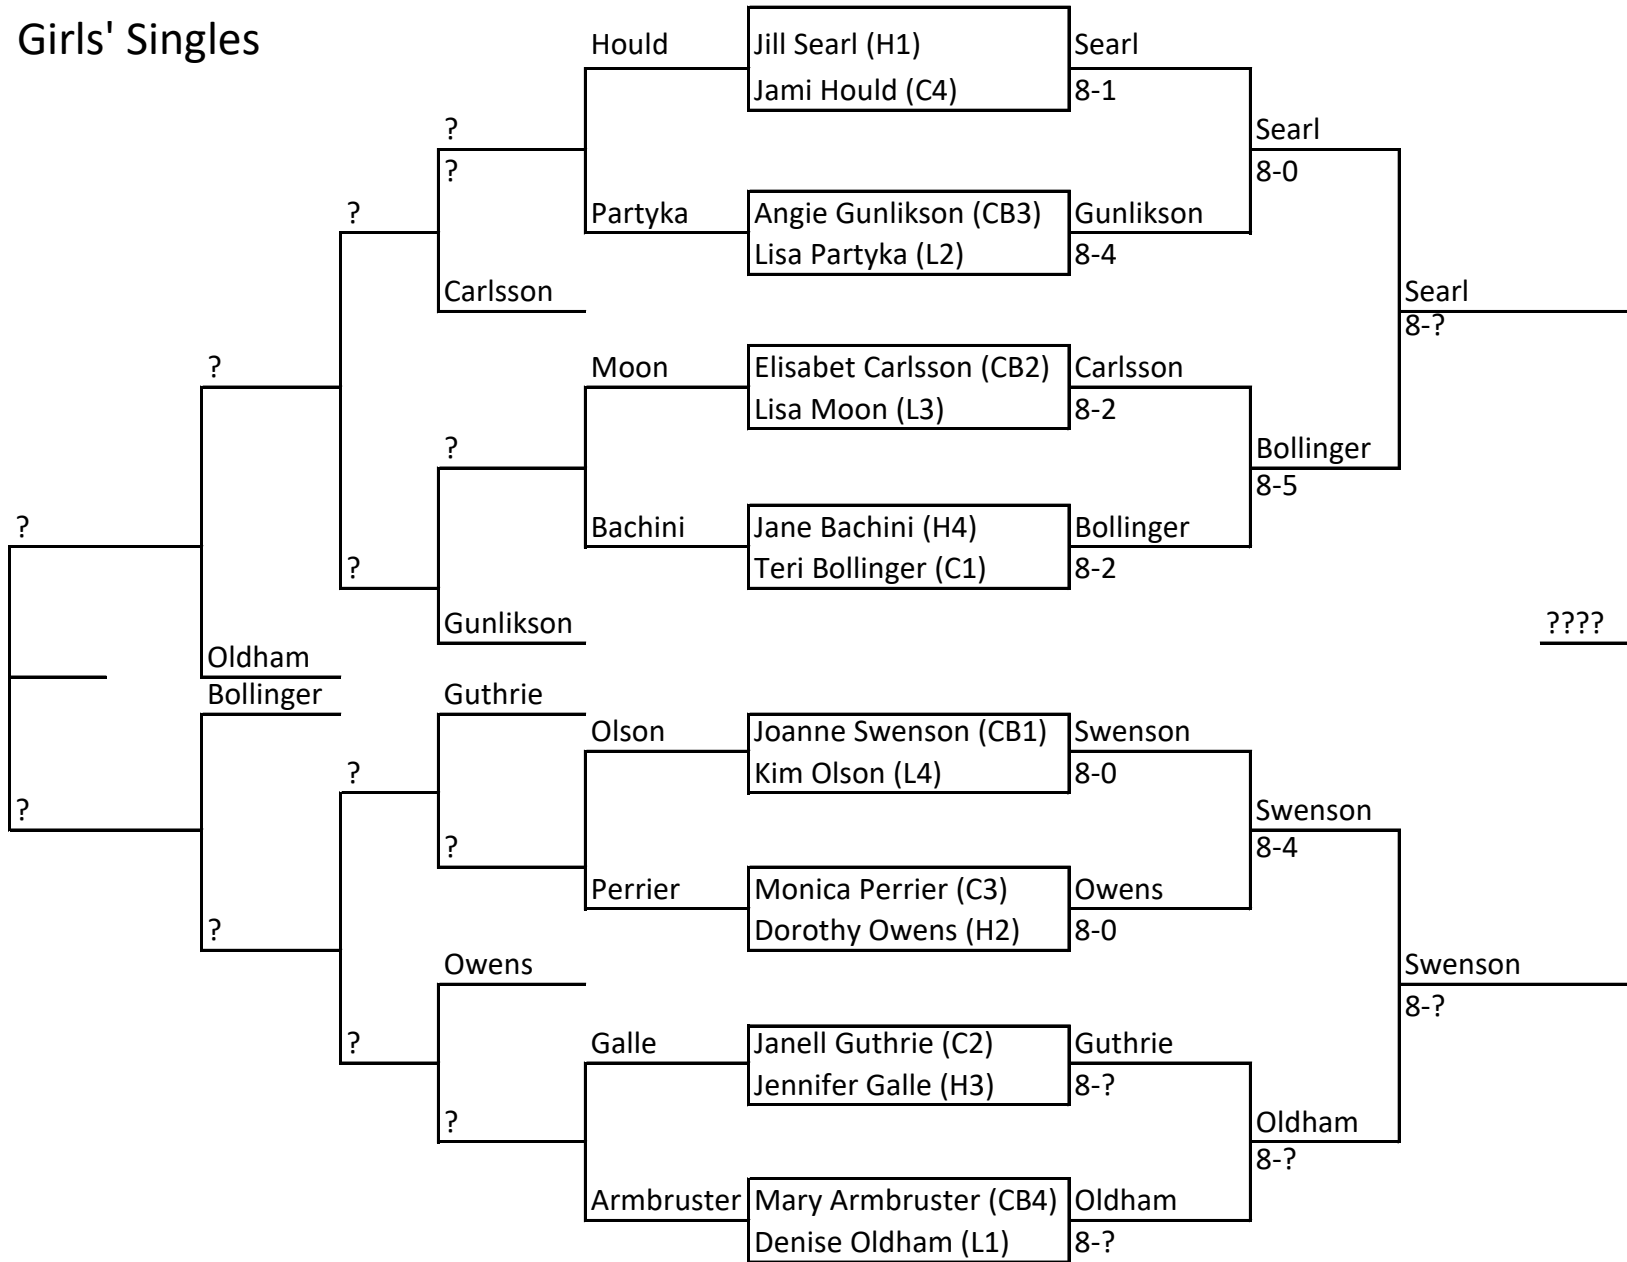 Girls' Singles
Hould
Jill Searl (H1)
Searl
Jami Hould (C4)
8-1
?
Searl
?
8-0
?
Partyka
Angie Gunlikson (CB3)
Gunlikson
Lisa Partyka (L2)
8-4
Carlsson
Searl
8-?
?
Moon
Elisabet Carlsson (CB2)
Carlsson
Lisa Moon (L3)
8-2
?
Bollinger
8-5
?
Bachini
Jane Bachini (H4)
Bollinger
?
Teri Bollinger (C1)
8-2
Gunlikson
????
Oldham
Bollinger
Guthrie
Olson
Joanne Swenson (CB1)
Swenson
?
Kim Olson (L4)
8-0
?
Swenson
?
8-4
Perrier
Monica Perrier (C3)
Owens
?
Dorothy Owens (H2)
8-0
Owens
Swenson
8-?
?
Galle
Janell Guthrie (C2)
Guthrie
Jennifer Galle (H3)
8-?
?
Oldham
8-?
Armbruster
Mary Armbruster (CB4)
Oldham
Denise Oldham (L1)
8-?